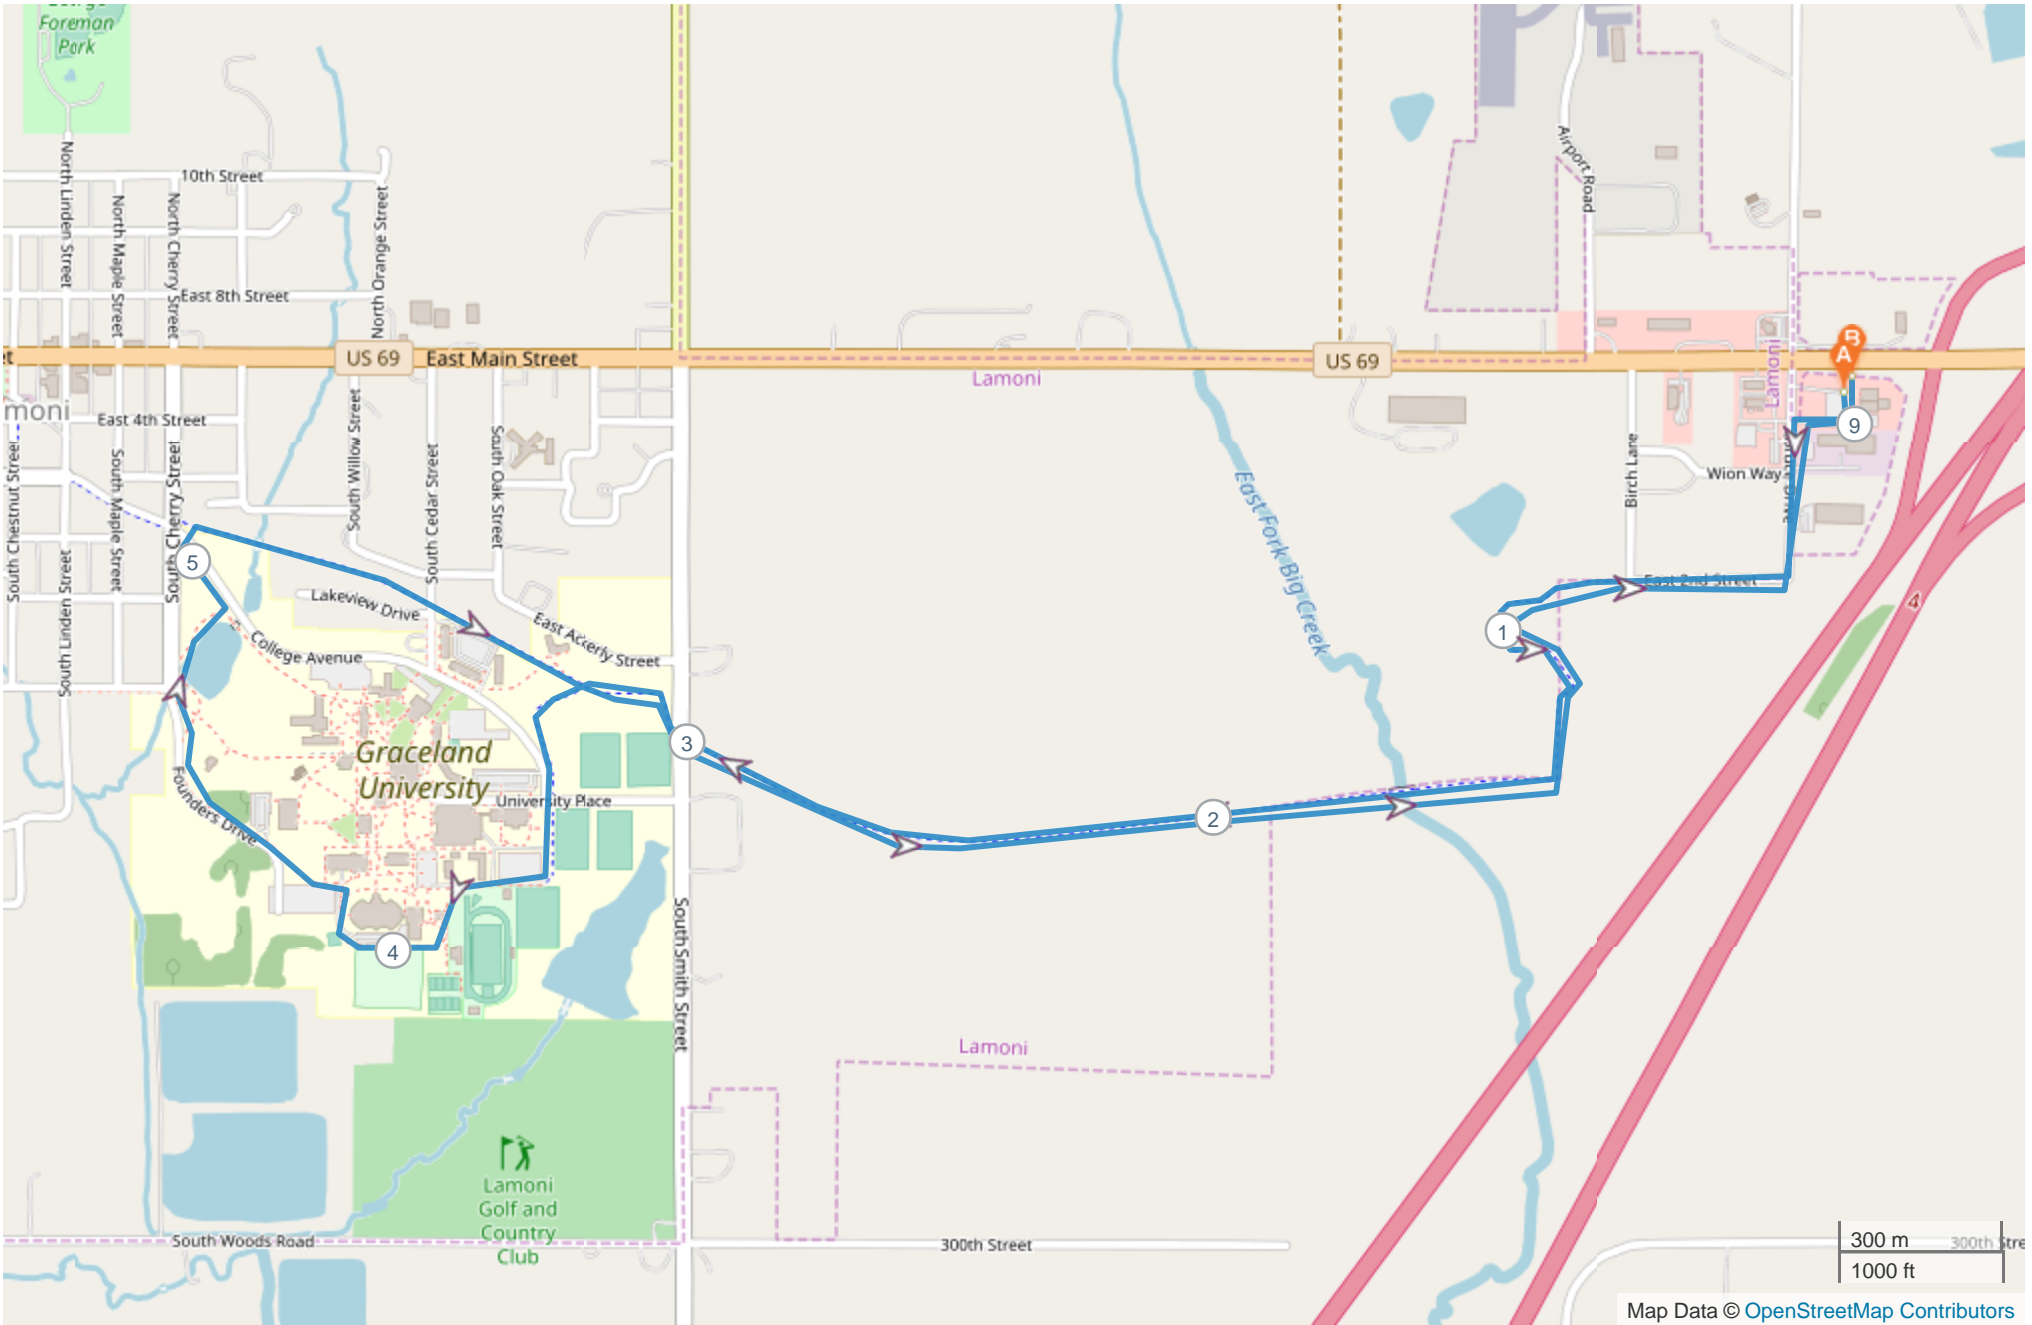 Foreman
Park
10th Street
North Linden Street
North Maple Street
North Cherry Street
North Orange Street
East 8th Street
US 69
East Main Street
Lamoni
US 69
Airport Road
Lamoni
B
A
9
moni
East 4th Street
South Chestnut Street
South Maple Street
South Cherry Street
South Linden Street
South Willow Street
South Cedar Street
South Oak Street
East Fork Big Creek
Birch Lane
Wion Way
East 2nd Street
5
Lakeview Drive
College Avenue
East Accerly Street
1
4
3
Graceland
University
University Place
Founders Drive
2
4
South Smith Street
Lamoni
Lamoni
Golf and
Country
Club
South Woods Road
300th Street
300 m
300th Stre
1000 ft
Map Data © OpenStreetMap Contributors